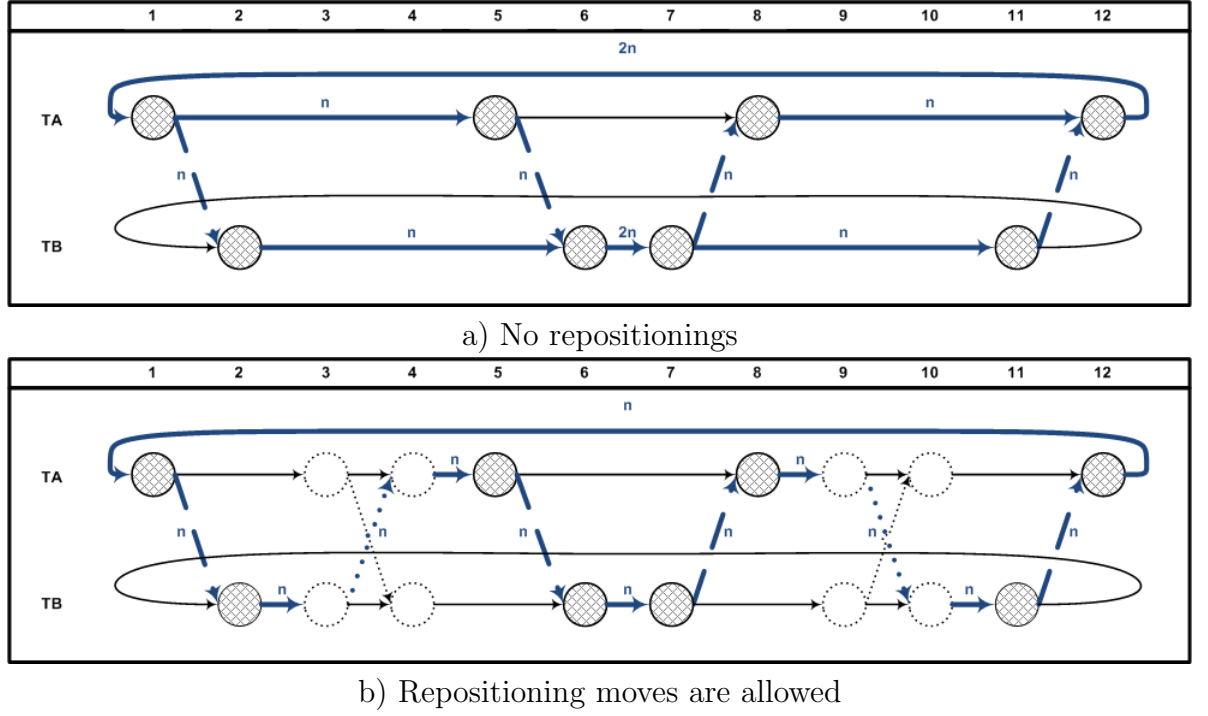 1 2 3 4 5 6 7 8 9 10 11 12
2n
TA n n
n n n n
TB n 2n n
a) No repositionings
1 2 3 4 5 6 7 8 9 10 11 12
n
TA n n
n n n n n n
TB n n n
b) Repositioning moves are allowed